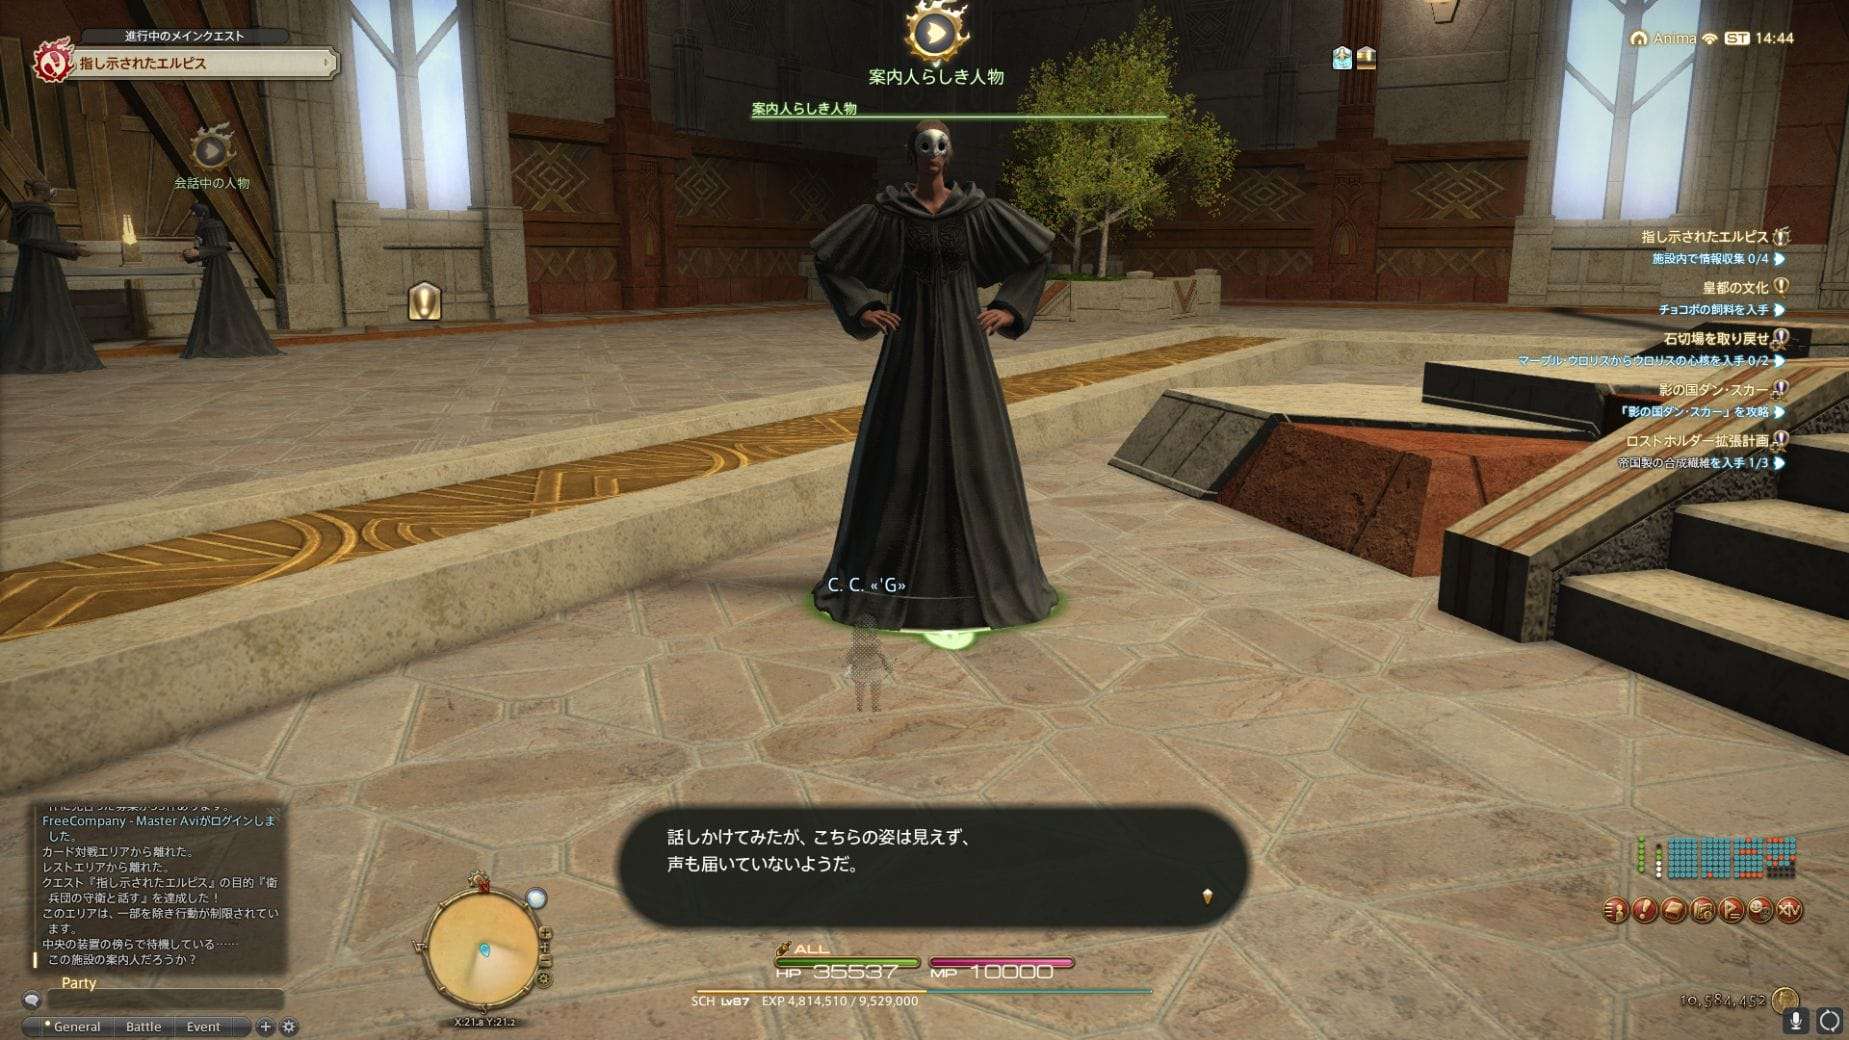 進行中のメインクエスト
指し示されたエルピス
案内人らしき人物
案内人らしき人物
会話中の人物
Anima ST 14:44
指し示されたエルピス
施設内で情報収集 0/4
皇都の文化
チョコボの飼料を入手
石切場を取り戻せ
マーブル・ウロリスからウロリスの心核を入手 0/2
影の国ダン・スカー
「影の国ダン・スカー」を攻略
ロストホルダー拡張計画
帝国製の合成繊維を入手 1/3
C. C. «'G»
話しかけてみたが、こちらの姿は見えず、
声も届いていないようだ。
FreeCompany - Master Aviがログインしま
した。
カード対戦エリアから離れた。
レストエリアから離れた。
クエスト『指し示されたエルピス』の目的『衛
兵団の守衛と話す』を達成した！
このエリアは、一部を除き行動が制限されてい
ます。
中央の装置の傍らで待機している……
この施設の案内人だろうか？
Party
General Battle Event
N
X:21.8 Y:21.2
ALL
HP 35537 MP 10000
SCH Lv87 EXP 4,814,510 / 9,529,000
XIV
10,584,452